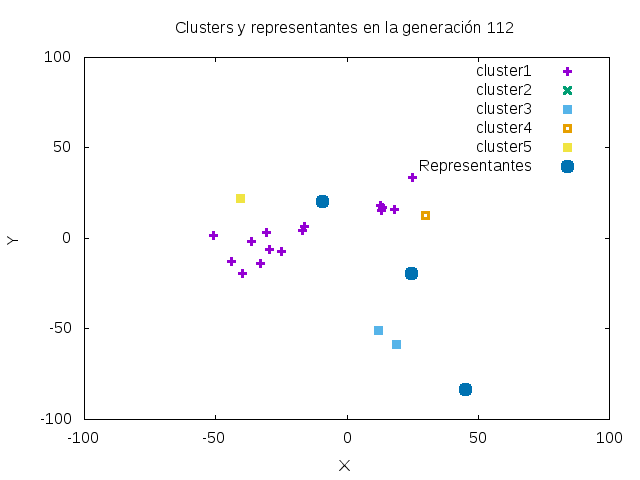 Clusters y representantes en la generación 112
100
50
0
-50
-100
-100
-50
0
50
100
Y
X
cluster1
cluster2
cluster3
cluster4
cluster5
Representantes